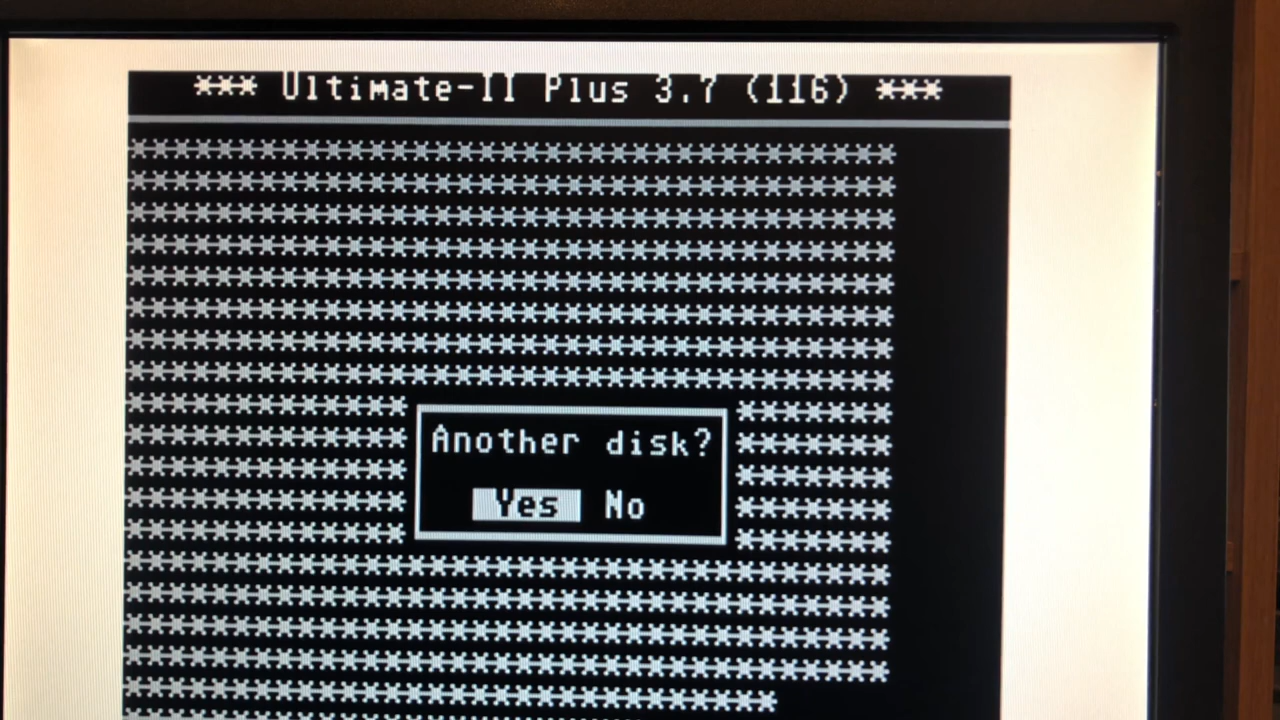 *** Ultimate-II Plus 3.7 (116) ***
Another disk?
Yes No